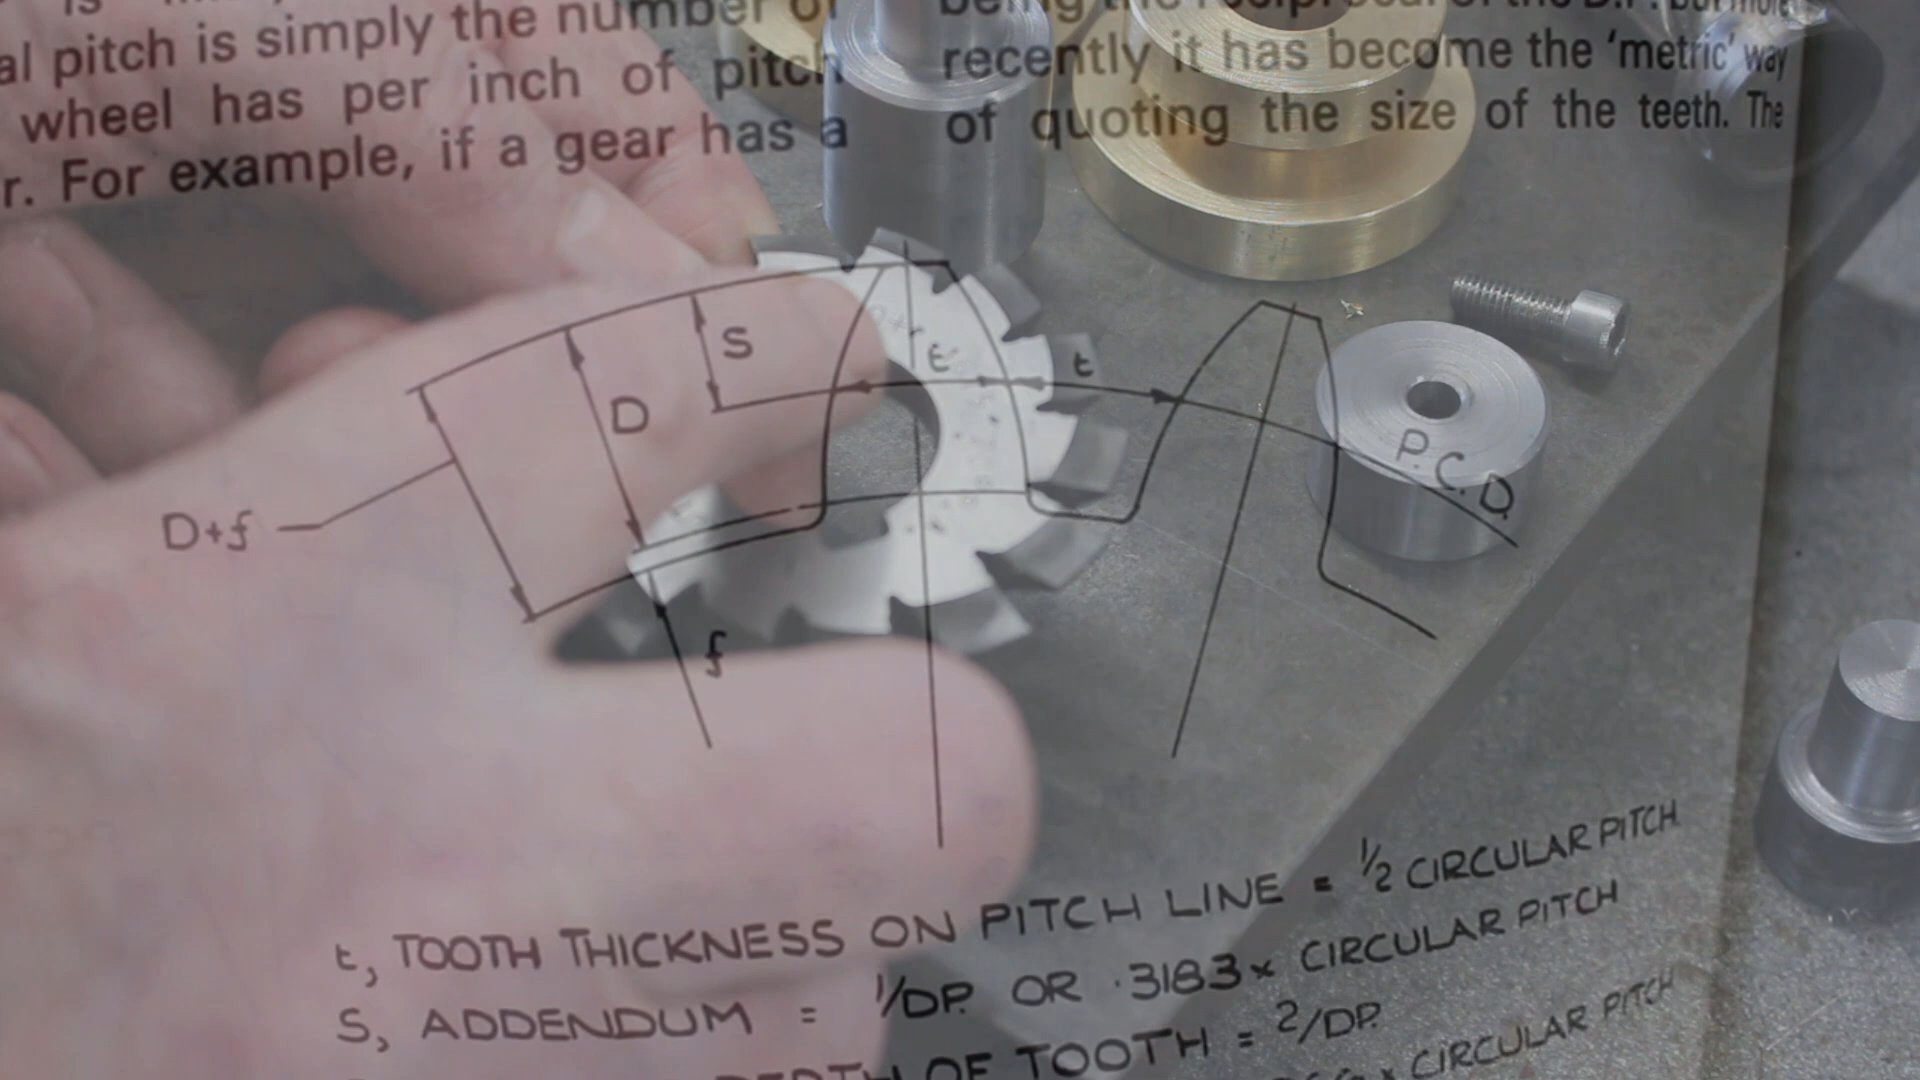 al pitch is simply the number of
wheel has per inch of pitch
r. For example, if a gear has a
recently it has become the ‘metric’ way
of quoting the size of the teeth. The
S
t
t
D
P.C.D.
D+f
f
t, TOOTH THICKNESS ON PITCH LINE = 1/2 CIRCULAR PITCH
S, ADDENDUM = 1/DP. OR .3183 x CIRCULAR PITCH
DEPTH OF TOOTH = 2/DP.
x CIRCULAR PITCH